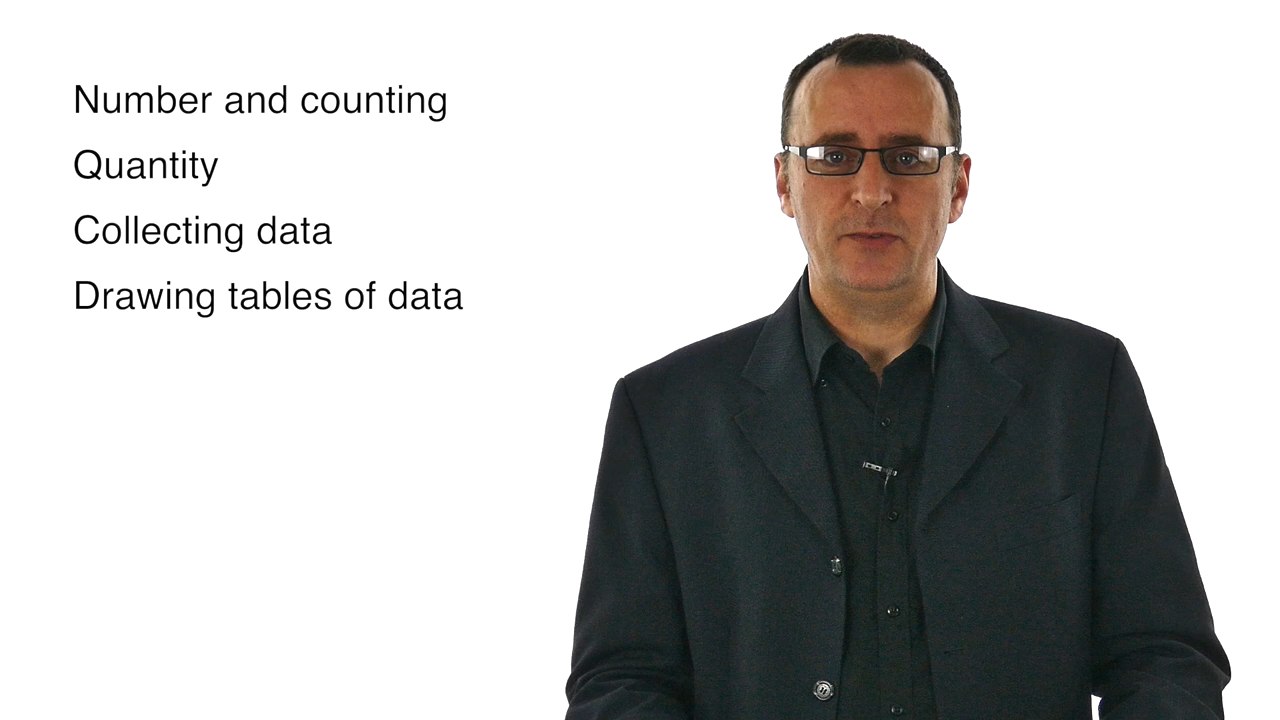 Number and counting
Quantity
Collecting data
Drawing tables of data